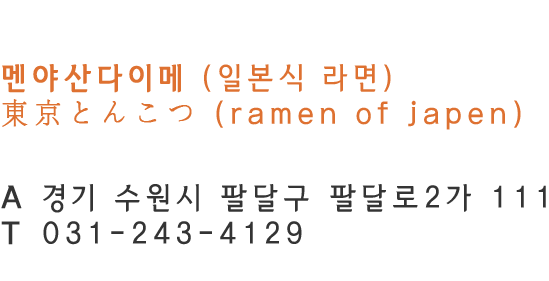 멘야산다이메 (일본식 라면)
東京とんこつ (ramen of japen)
A 경기 수원시 팔달구 팔달로2가 111
T 031-243-4129